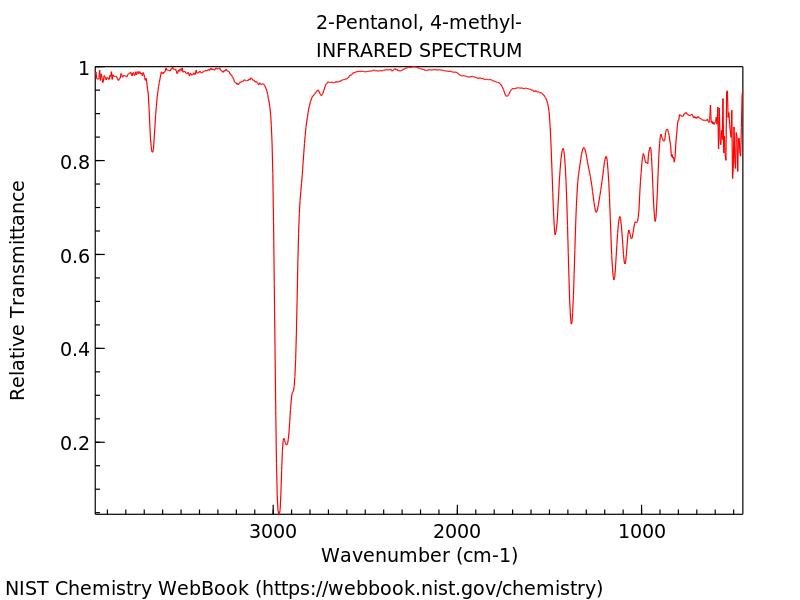 2-Pentanol, 4-methyl-
INFRARED SPECTRUM
1
0.8
0.6
0.4
0.2
Relative Transmittance
3000 2000 1000
Wavenumber (cm-1)
NIST Chemistry WebBook (https://webbook.nist.gov/chemistry)